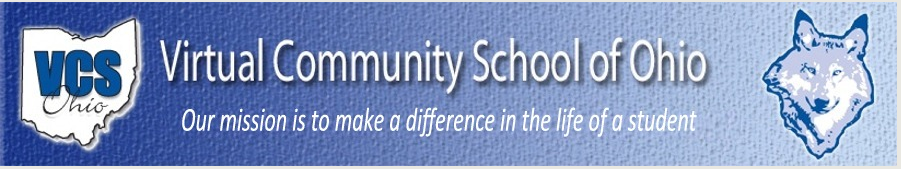 VCS
Ohio
Virtual Community School of Ohio
Our mission is to make a difference in the life of a student